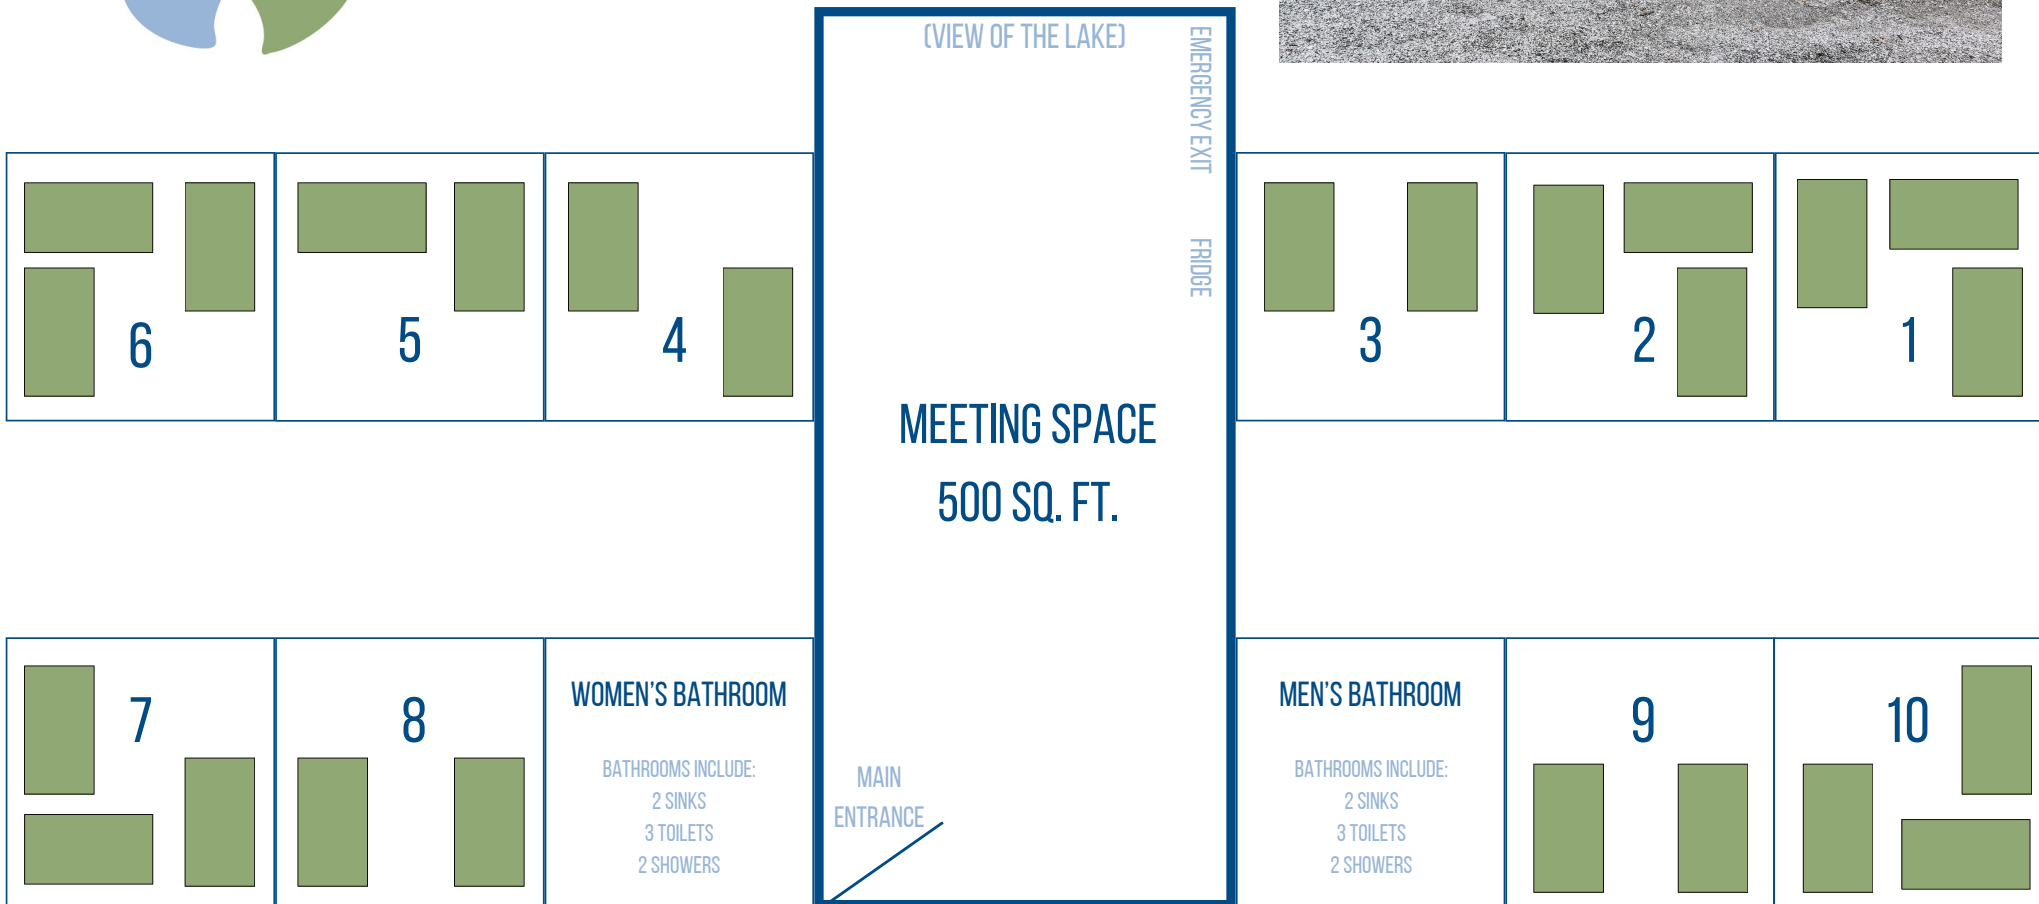 (VIEW OF THE LAKE)
EMERGENCY EXIT
FRIDGE
6
5
4
3
2
1
MEETING SPACE
500 SQ. FT.
7
8
WOMEN'S BATHROOM
BATHROOMS INCLUDE:
2 SINKS
3 TOILETS
2 SHOWERS
MAIN
ENTRANCE
MEN'S BATHROOM
BATHROOMS INCLUDE:
2 SINKS
3 TOILETS
2 SHOWERS
9
10